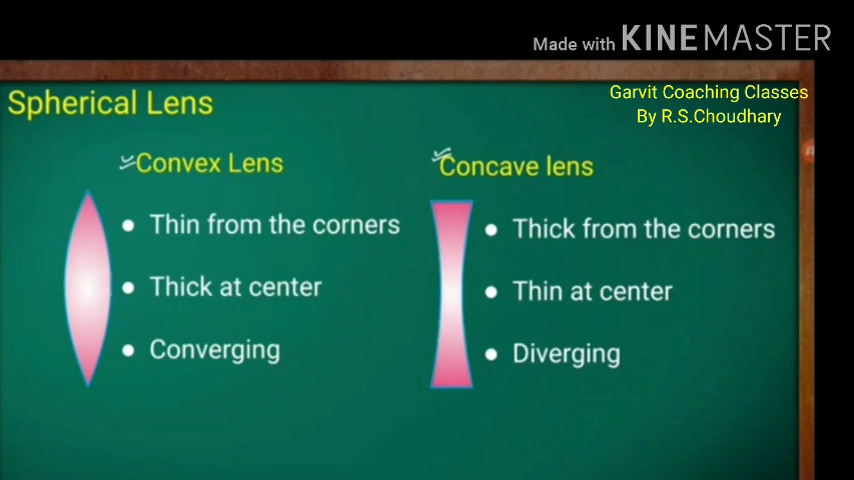 Made with KINEMASTER
Garvit Coaching Classes
By R.S.Choudhary
Spherical Lens
Convex Lens
Thin from the corners
Thick at center
Converging
Concave lens
Thick from the corners
Thin at center
Diverging